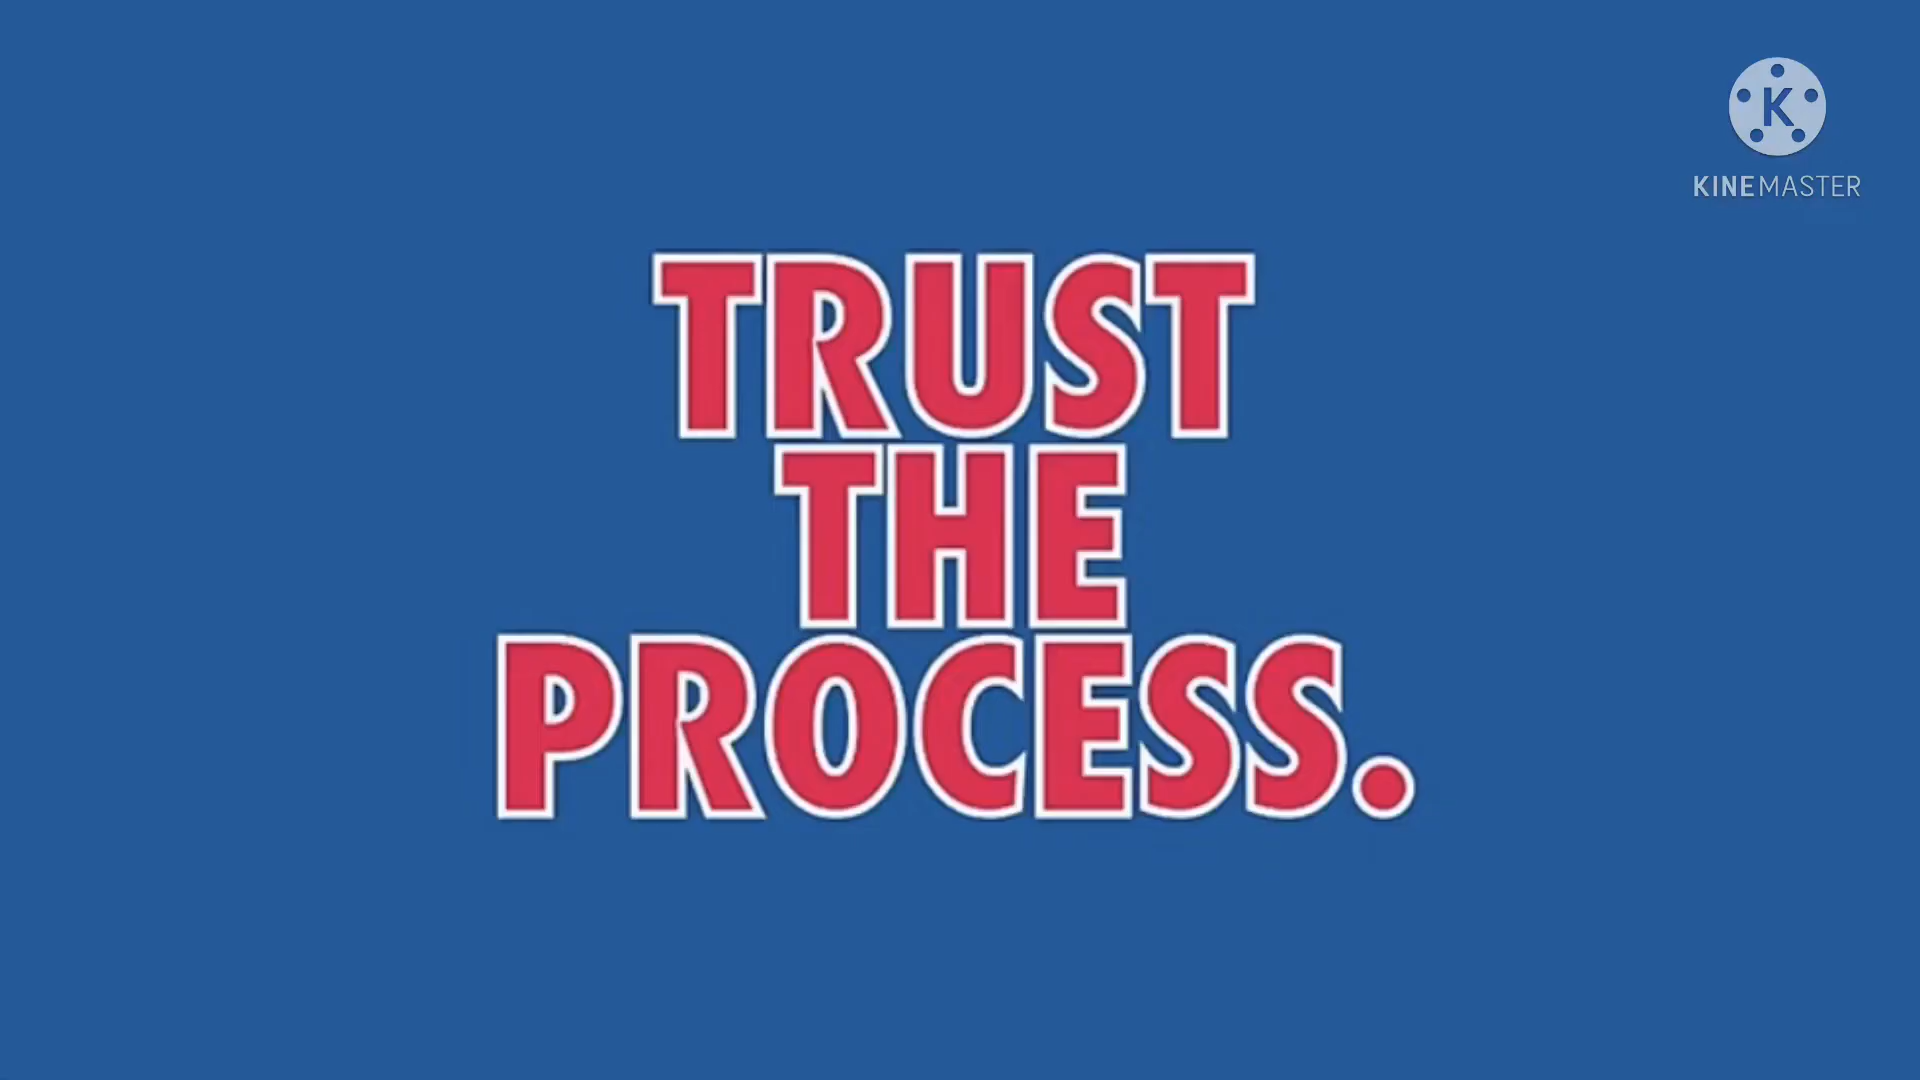 K
KINEMASTER
TRUST
THE
PROCESS.